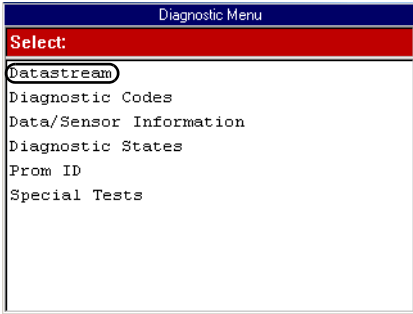 Diagnostic Menu
Select:
Datastream
Diagnostic Codes
Data/Sensor Information
Diagnostic States
Prom ID
Special Tests